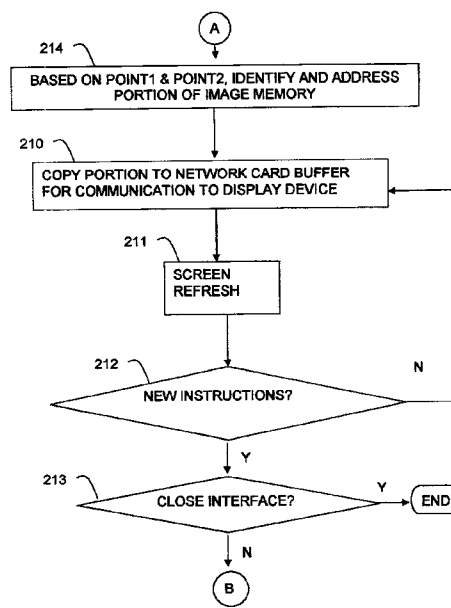 A
214
BASED ON POINT1 & POINT2, IDENTIFY AND ADDRESS
PORTION OF IMAGE MEMORY
210
COPY PORTION TO NETWORK CARD BUFFER
FOR COMMUNICATION TO DISPLAY DEVICE
211
SCREEN
REFRESH
212
N
NEW INSTRUCTIONS?
Y
213
Y
CLOSE INTERFACE?
END
N
B